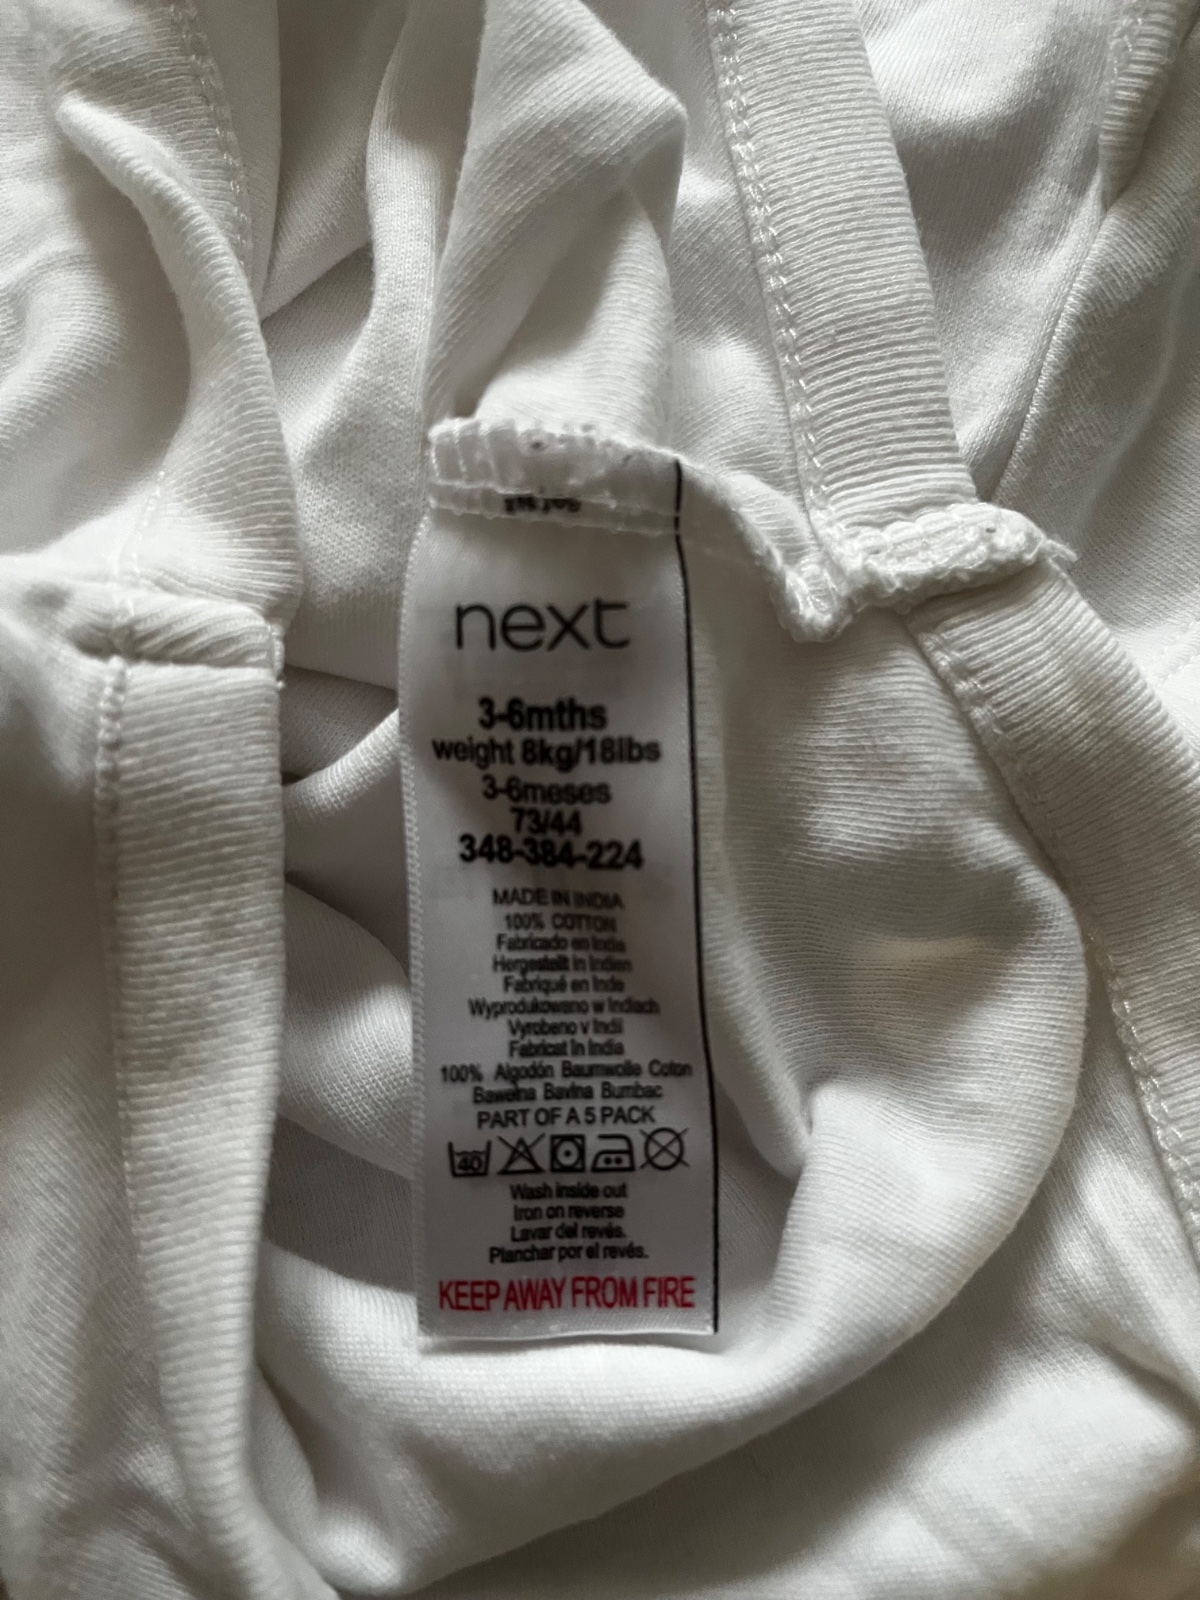 next
3-6mths
weight 8kg/18lbs
3-6meses
73/44
348-384-224
MADE IN INDIA
100% COTTON
Fabricado en India
Hergestellt in Indien
Fabriqué en Inde
Wyprodukowano w Indiach
Vyrobeno v Indii
Fabricat în India
100% Algodón Baumwolle Coton
Bawełna Bavlna Bumbac
PART OF A 5 PACK
40
Wash inside out
Iron on reverse
Lavar del revés.
Planchar por el revés.
KEEP AWAY FROM FIRE